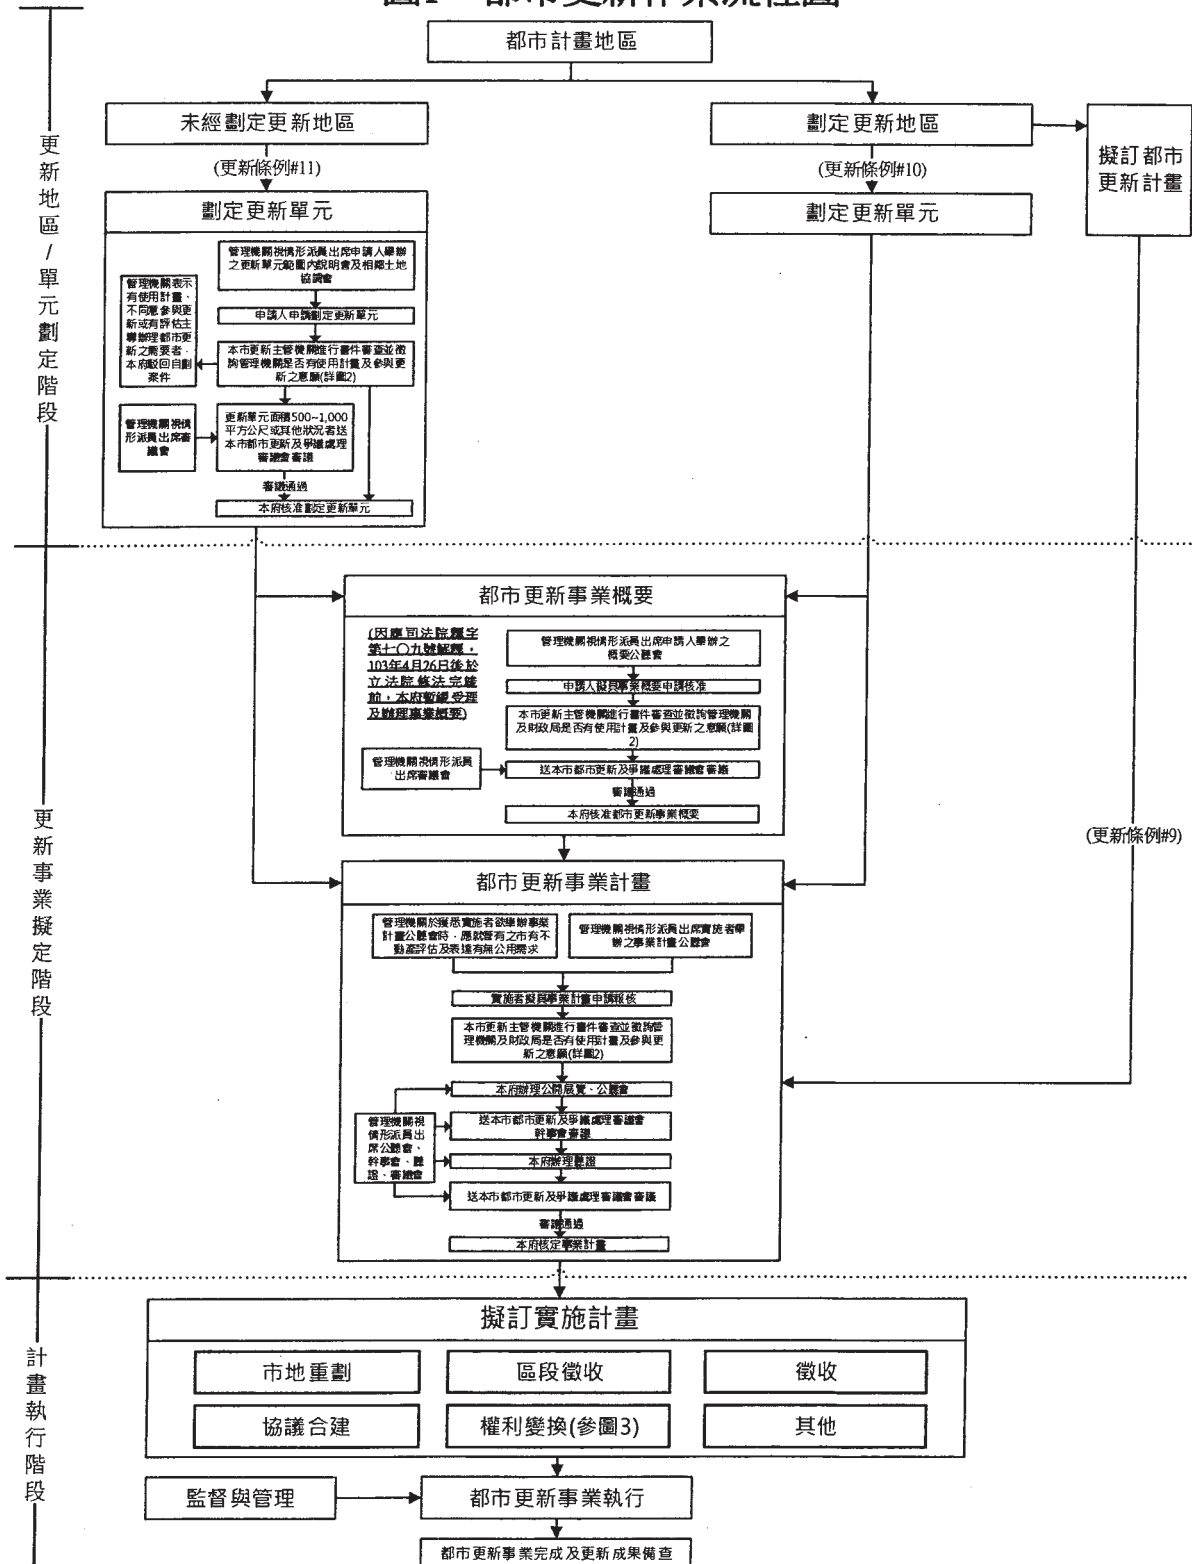 圖1 都市更新作業流程圖
更新地區/單元劃定階段
都市計畫地區
未經劃定更新地區
劃定更新地區
擬訂都市
更新計畫
(更新條例#11)
(更新條例#10)
劃定更新單元
劃定更新單元
管理機關視情形派員出席申請人舉辦
之更新單元範圍內說明會及相鄰土地
協調會
申請人申請劃定更新單元
管理機關表示
有使用計畫、
不同意參與更
新或有評估主
導辦理都市更
新之需要者,
本府駁回自劃
案件
本市更新主管機關進行書件審查並徵
詢管理機關是否有使用計畫及參與更
新之意願(詳圖2)
管理機關視情
形派員出席審
議會
更新單元面積500~1,000
平方公尺或其他狀況者送
本市都市更新及爭議處理
審議會審議
審議通過
本府核准劃定更新單元
更新事業擬定階段
都市更新事業概要
(因應司法院釋字
第七〇九號解釋,
103年4月26日後於
立法院修法完竣
前,本府暫緩受理
及辦理事業概要)
管理機關視情形派員出席申請人舉辦之
概要公聽會
申請人擬具事業概要申請核准
本市更新主管機關進行書件審查並徵詢管理機關
及財政局是否有使用計畫及參與更新之意願(詳圖
2)
管理機關視情形派員
出席審議會
送本市都市更新及爭議處理審議會審議
審議通過
本府核准都市更新事業概要
(更新條例#9)
都市更新事業計畫
管理機關於獲悉實施者欲舉辦事業
計畫公聽會時,應就管有之市有不
動產評估及表達有無公用需求
管理機關視情形派員出席實施者舉
辦之事業計畫公聽會
實施者擬具事業計畫申請報核
本市更新主管機關進行書件審查並徵詢管
理機關及財政局是否有使用計畫及參與更
新之意願(詳圖2)
本府辦理公開展覽、公聽會
管理機關視
情形派員出
席公聽會、
幹事會、聽
證、審議會
送本市都市更新及爭議處理審議會
幹事會審議
本府辦理聽證
送本市都市更新及爭議處理審議會審議
審議通過
本府核定事業計畫
計畫執行階段
擬訂實施計畫
市地重劃
區段徵收
徵收
協議合建
權利變換(參圖3)
其他
監督與管理
都市更新事業執行
都市更新事業完成及更新成果備查